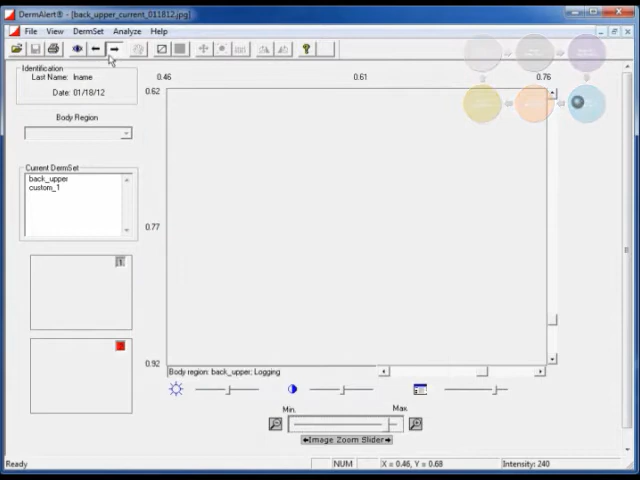 DermAlert® - [back_upper_current_011812.jpg]
File View DermSet Analyze Help
Identification
Last Name: lname
Date: 01/18/12
Body Region
Current DermSet
back_upper
custom_1
1
0.46 0.61 0.76
0.62
0.77
0.92
Body region: back_upper; Logging
Min. Max.
Image Zoom Slider
Ready NUM X = 0.46, Y = 0.68 Intensity: 240